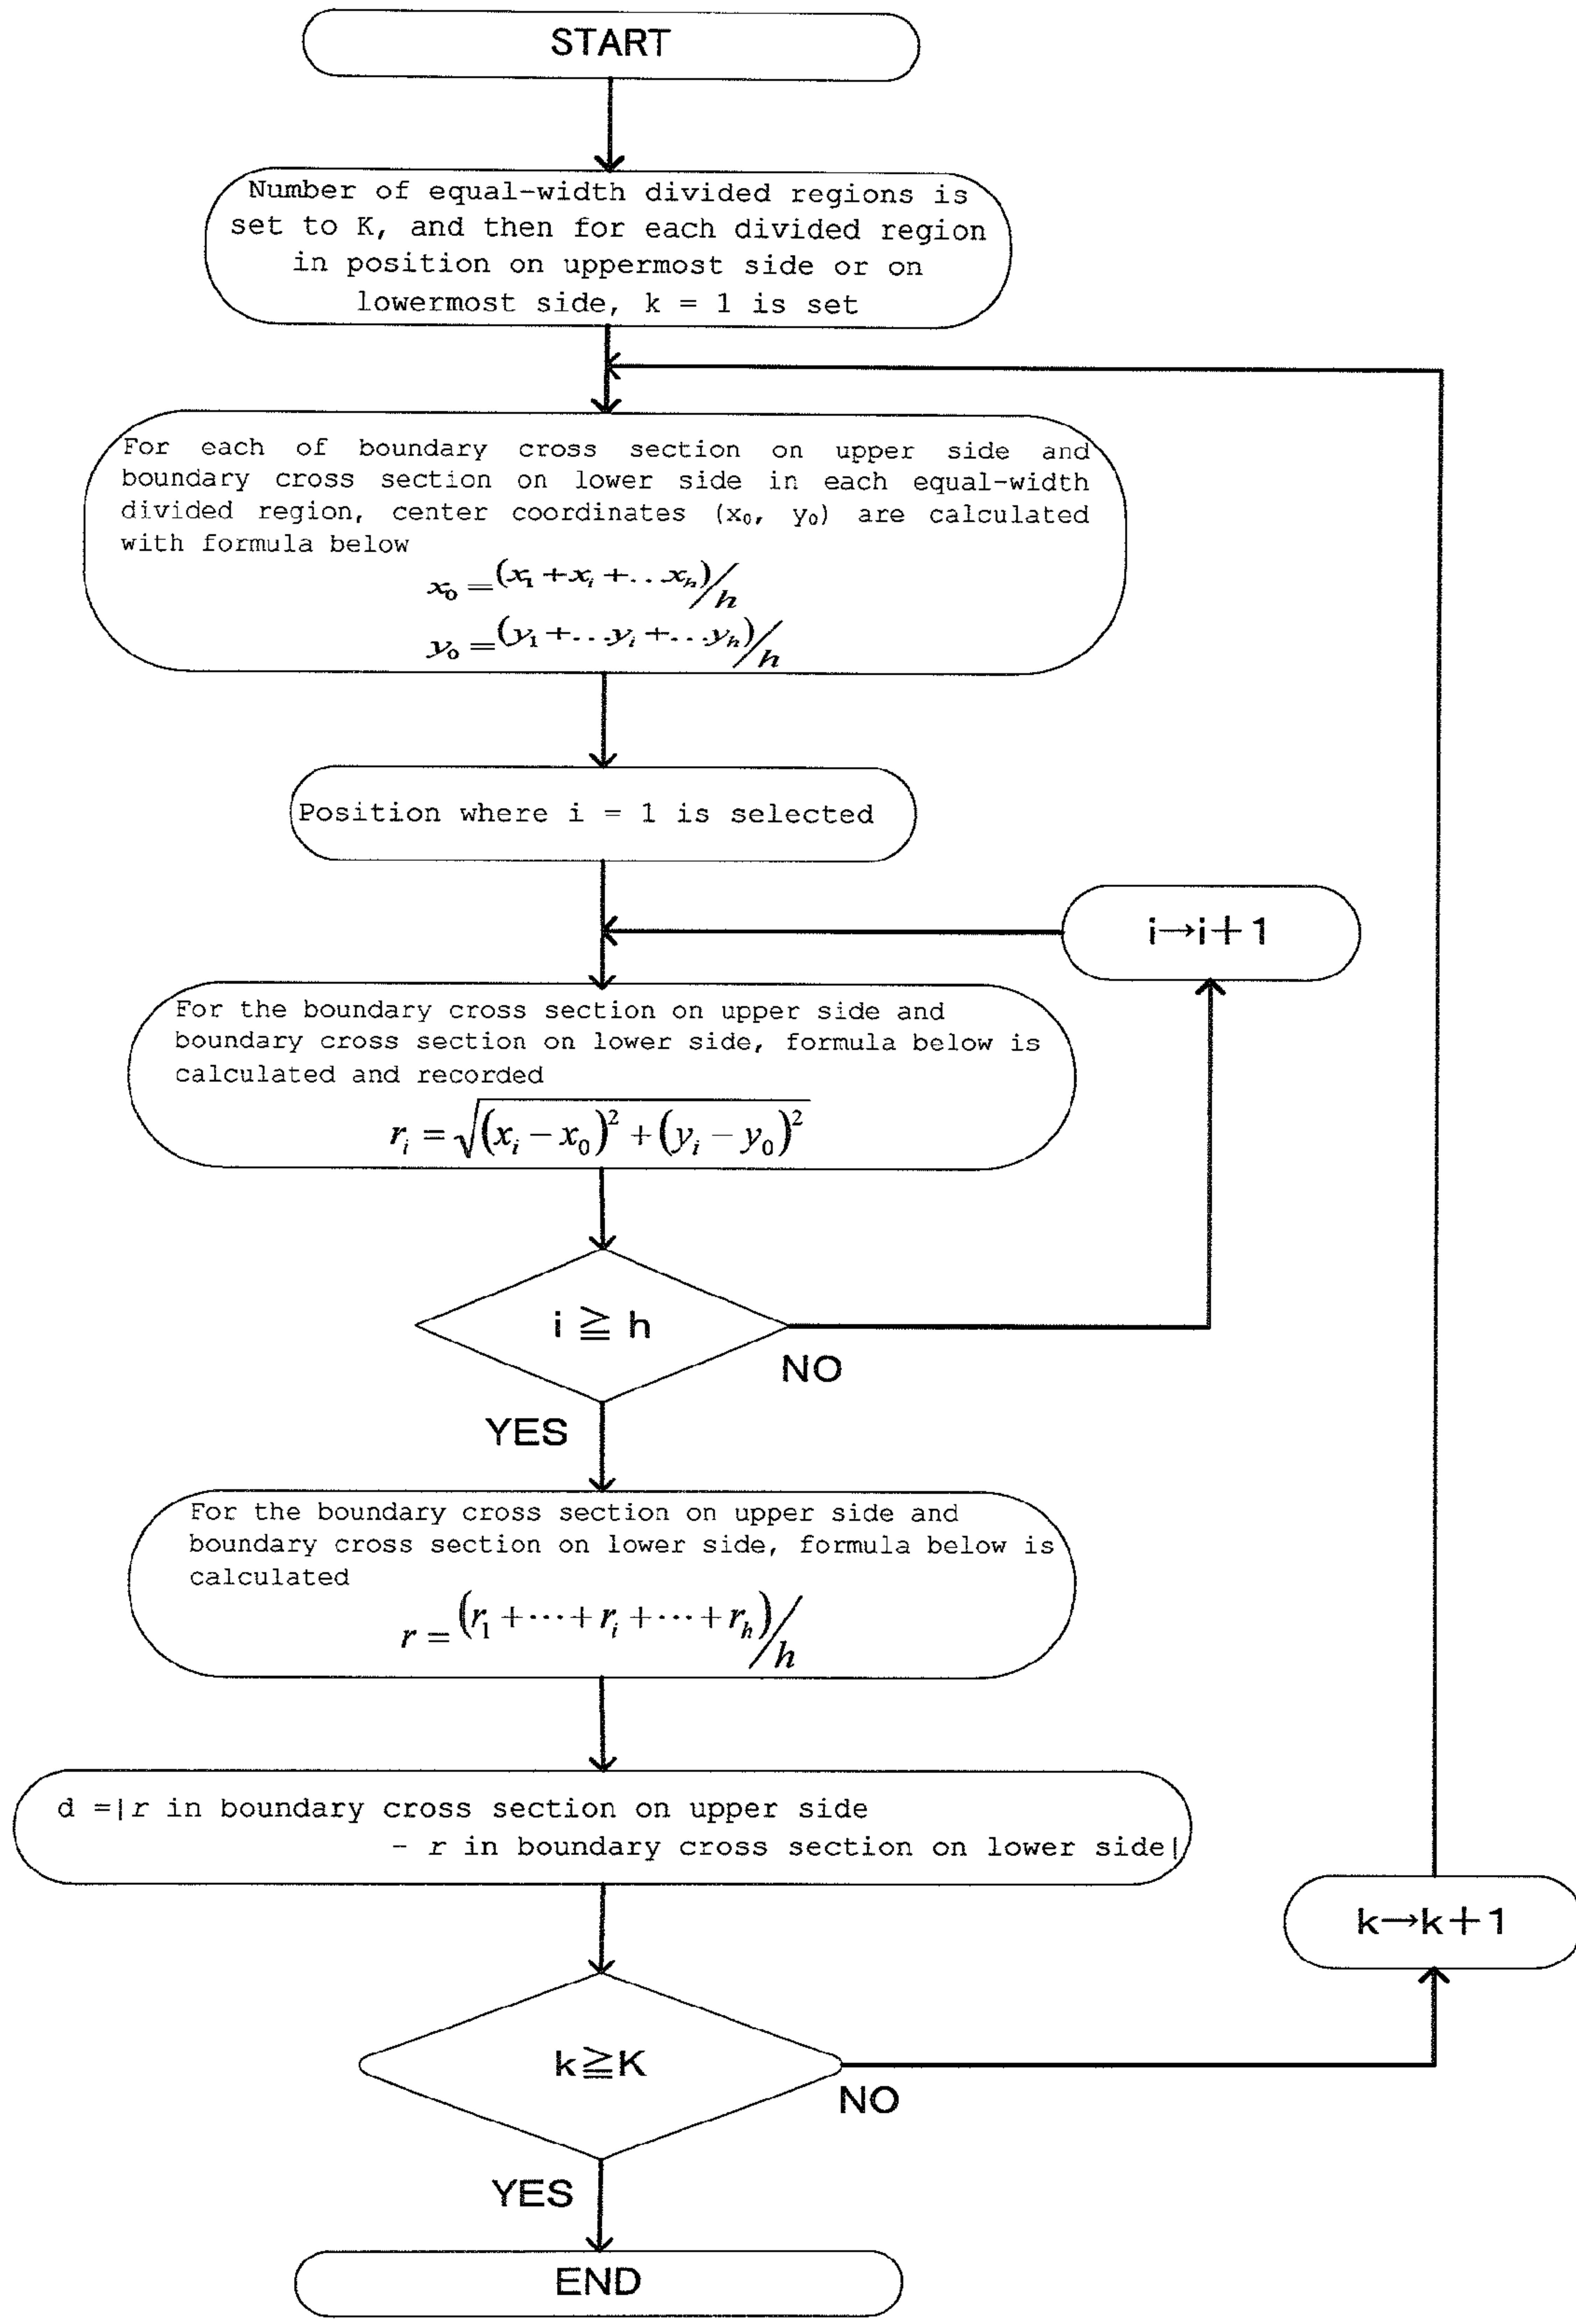 START
Number of equal-width divided regions is
set to K, and then for each divided region
in position on uppermost side or on
lowermost side, k = 1 is set
For each of boundary cross section on upper side and
boundary cross section on lower side in each equal-width
divided region, center coordinates (x₀, y₀) are calculated
with formula below
x₀ = (x₁ + xᵢ + ... xₕ)/h
y₀ = (y₁ + ... yᵢ + ... yₕ)/h
Position where i = 1 is selected
i→i+1
For the boundary cross section on upper side and
boundary cross section on lower side, formula below is
calculated and recorded
rᵢ = √(xᵢ − x₀)² + (yᵢ − y₀)²
i ≧ h
NO
YES
For the boundary cross section on upper side and
boundary cross section on lower side, formula below is
calculated
r = (r₁ + ··· + rᵢ + ··· + rₕ)/h
d =|r in boundary cross section on upper side
− r in boundary cross section on lower side|
k→k+1
k≧K
NO
YES
END